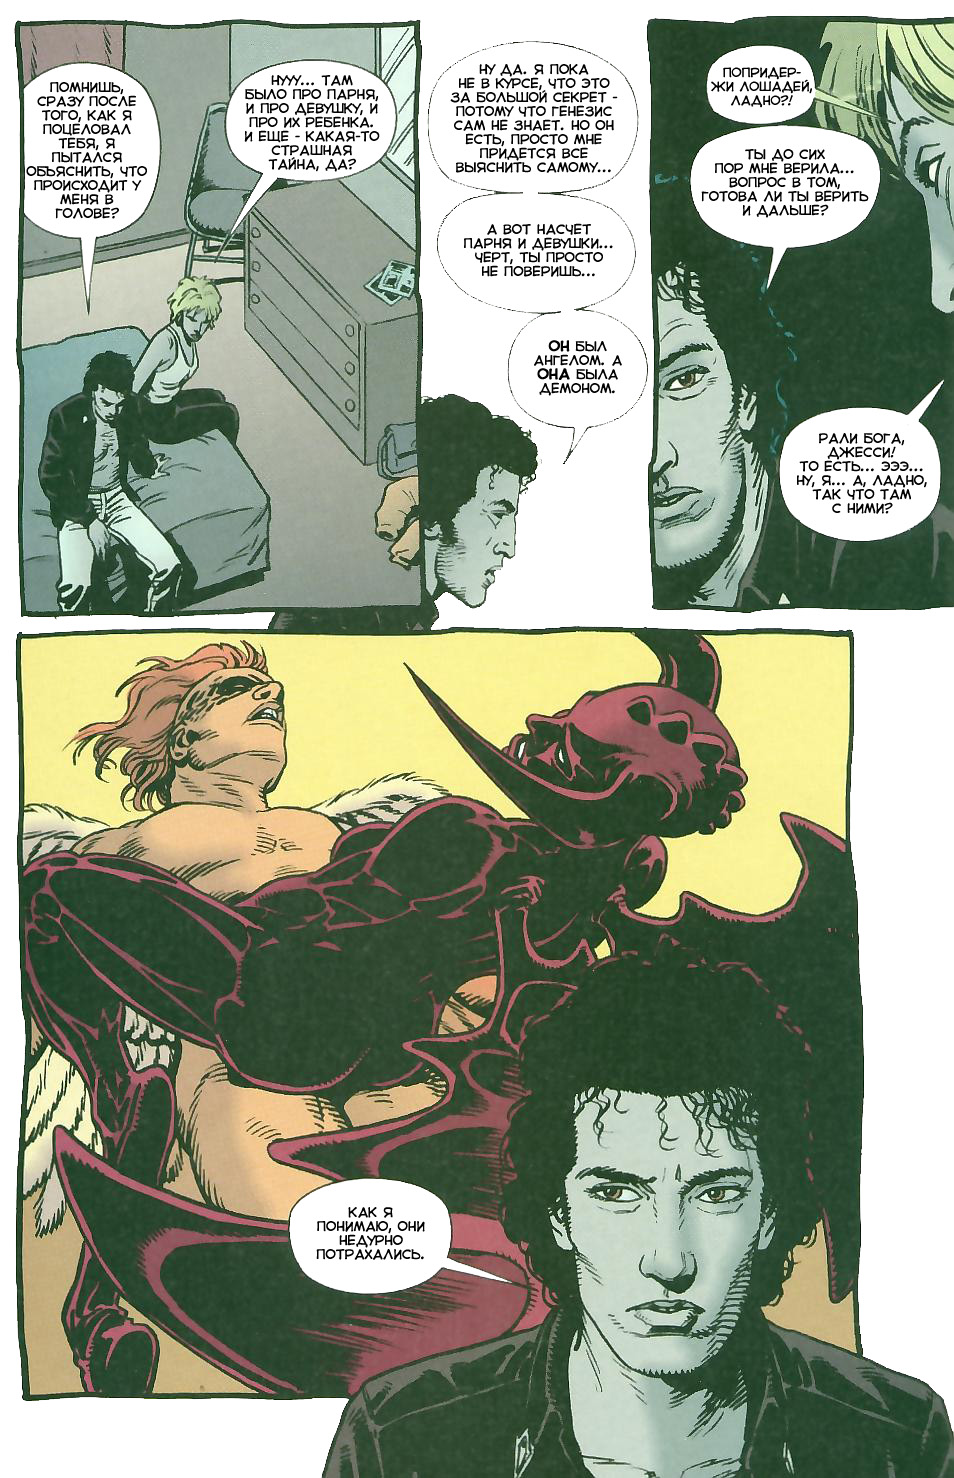 ПОМНИШЬ,
СРАЗУ ПОСЛЕ
ТОГО, КАК Я
ПОЦЕЛОВАЛ
ТЕБЯ, Я
ПЫТАЛСЯ
ОБЪЯСНИТЬ, ЧТО
ПРОИСХОДИТ У
МЕНЯ В
ГОЛОВЕ?
НУУУ... ТАМ
БЫЛО ПРО ПАРНЯ,
И ПРО ДЕВУШКУ, И
ПРО ИХ РЕБЕНКА.
И ЕЩЕ - КАКАЯ-ТО
СТРАШНАЯ
ТАЙНА, ДА?
НУ ДА. Я ПОКА
НЕ В КУРСЕ, ЧТО ЭТО
ЗА БОЛЬШОЙ СЕКРЕТ -
ПОТОМУ ЧТО ГЕНЕЗИС
САМ НЕ ЗНАЕТ. НО ОН
ЕСТЬ, ПРОСТО МНЕ
ПРИДЕТСЯ ВСЕ
ВЫЯСНИТЬ САМОМУ...
А ВОТ НАСЧЕТ
ПАРНЯ И ДЕВУШКИ...
ЧЕРТ, ТЫ ПРОСТО
НЕ ПОВЕРИШЬ...
ОН БЫЛ
АНГЕЛОМ. А
ОНА БЫЛА
ДЕМОНОМ.
ПОПРИДЕР-
ЖИ ЛОШАДЕЙ,
ЛАДНО?!
ТЫ ДО СИХ
ПОР МНЕ ВЕРИЛА...
ВОПРОС В ТОМ,
ГОТОВА ЛИ ТЫ ВЕРИТЬ
И ДАЛЬШЕ?
РАЛИ БОГА,
ДЖЕССИ!
ТО ЕСТЬ... ЭЭЭ...
НУ, Я... А, ЛАДНО,
ТАК ЧТО ТАМ
С НИМИ?
КАК Я
ПОНИМАЮ, ОНИ
НЕДУРНО
ПОТРАХАЛИСЬ.